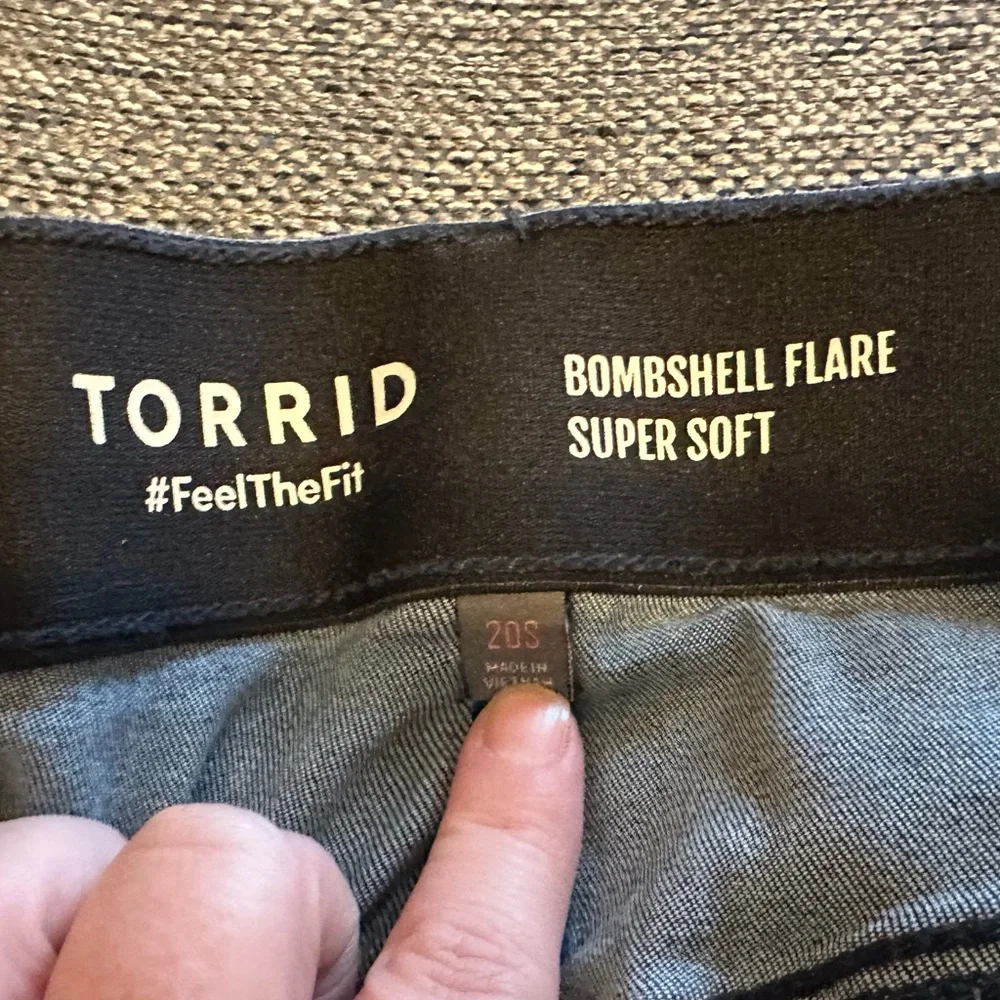 TORRID
#FeelTheFit
BOMBSHELL FLARE
SUPER SOFT
20S
MADE IN
VIETNAM